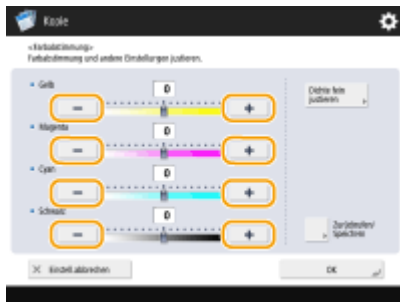 Kopie
<Farbabstimmung>
Farbabstimmung und andere Einstellungen justieren.
Gelb
0
Dichte fein
justieren
Magenta
0
Cyan
0
Schwarz
0
Zurückrufen/
Speichern
Einstell.abbrechen
OK